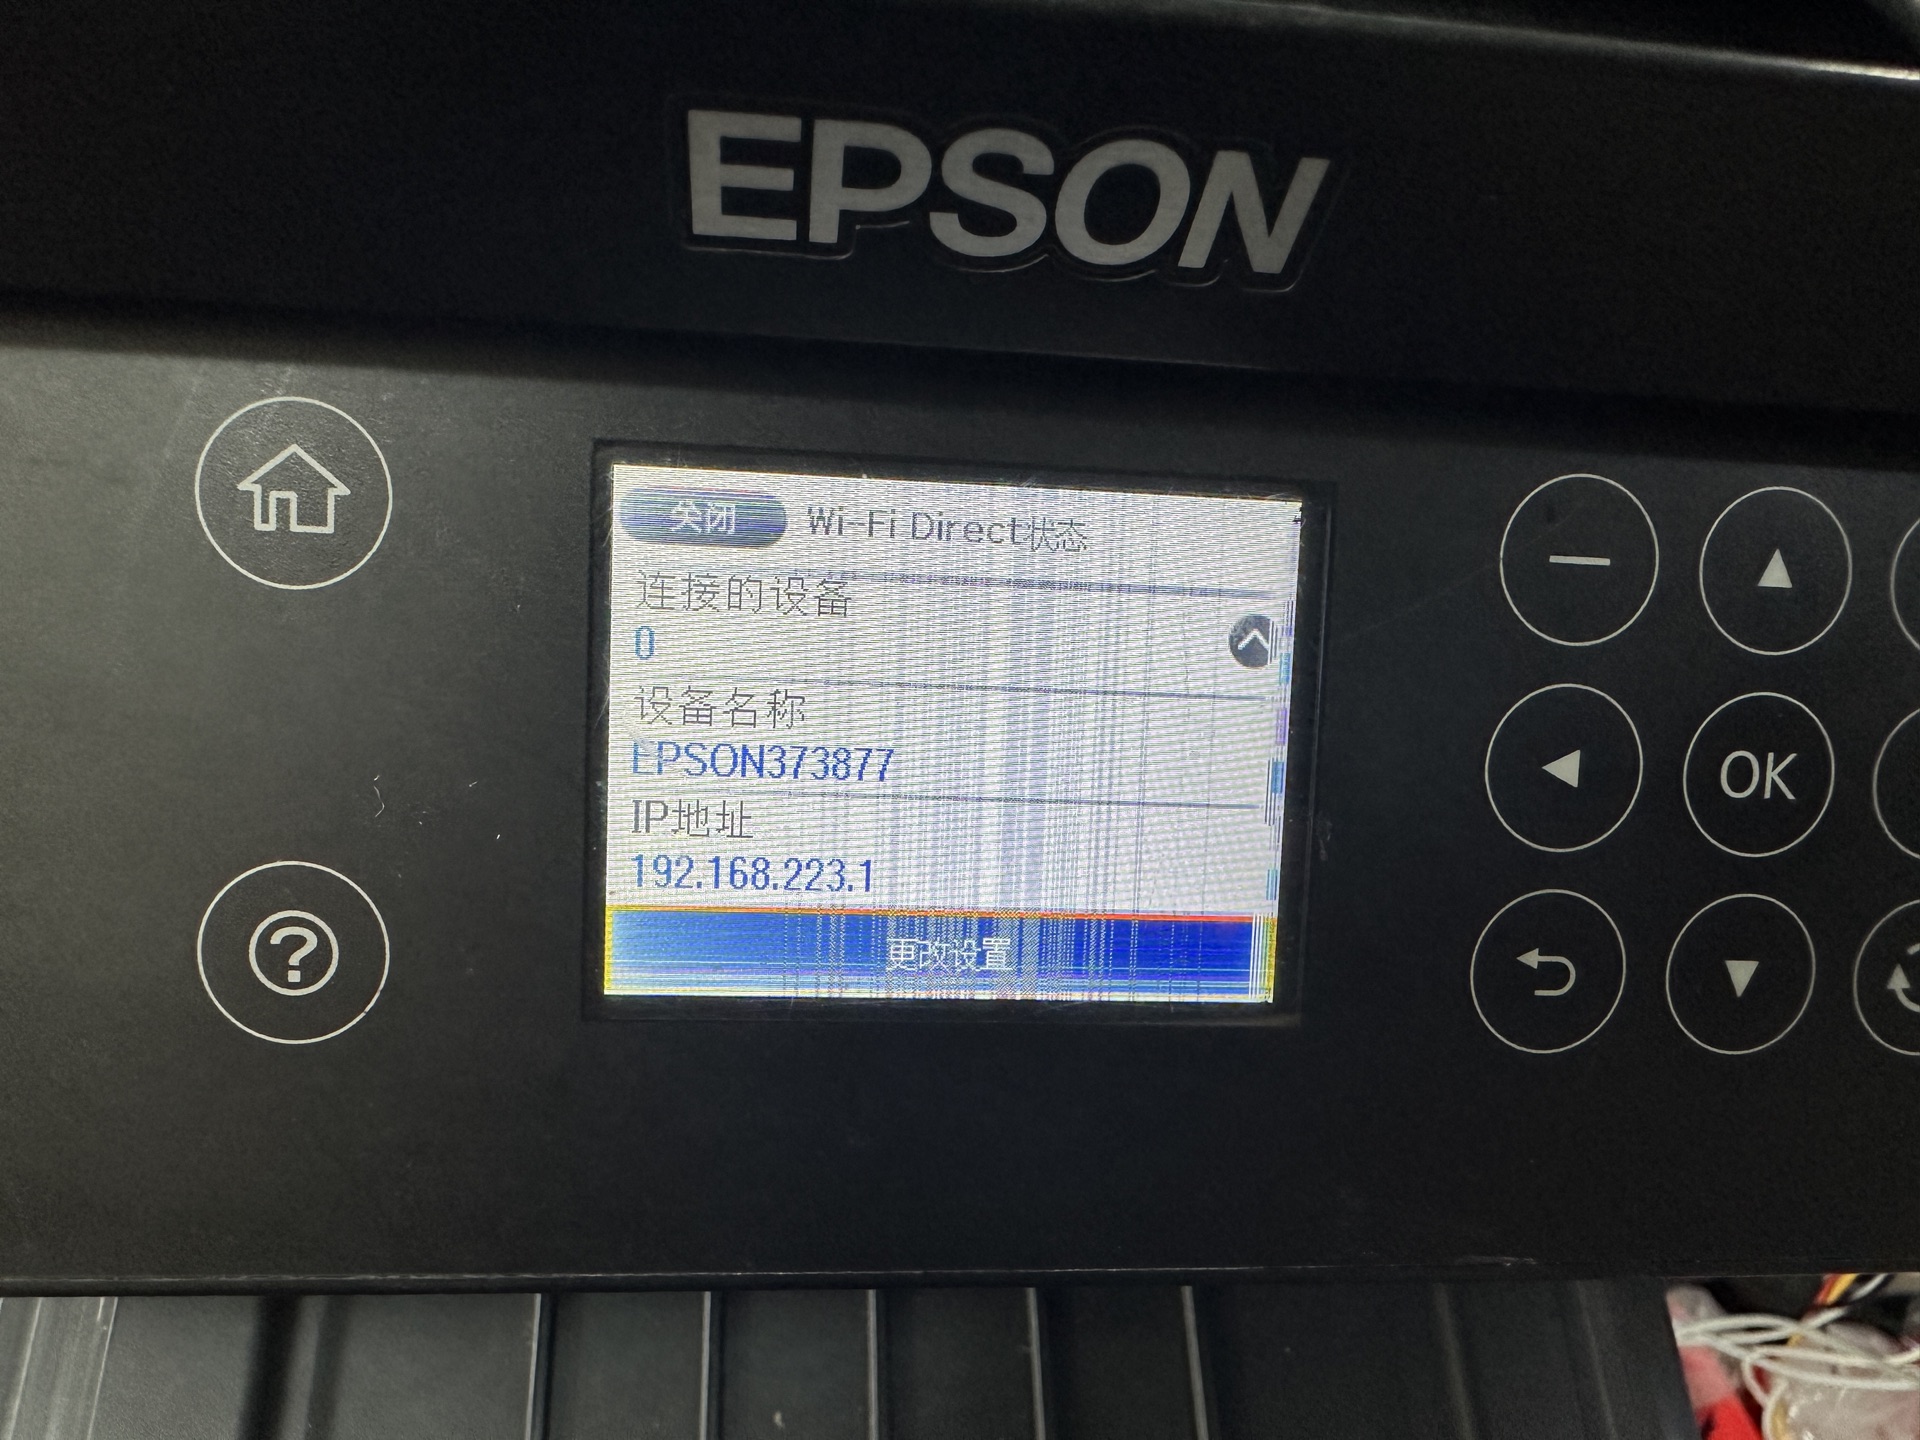 EPSON
关闭 Wi-Fi Direct状态
连接的设备
0
设备名称
EPSON373877
IP地址
192.168.223.1
更改设置
OK